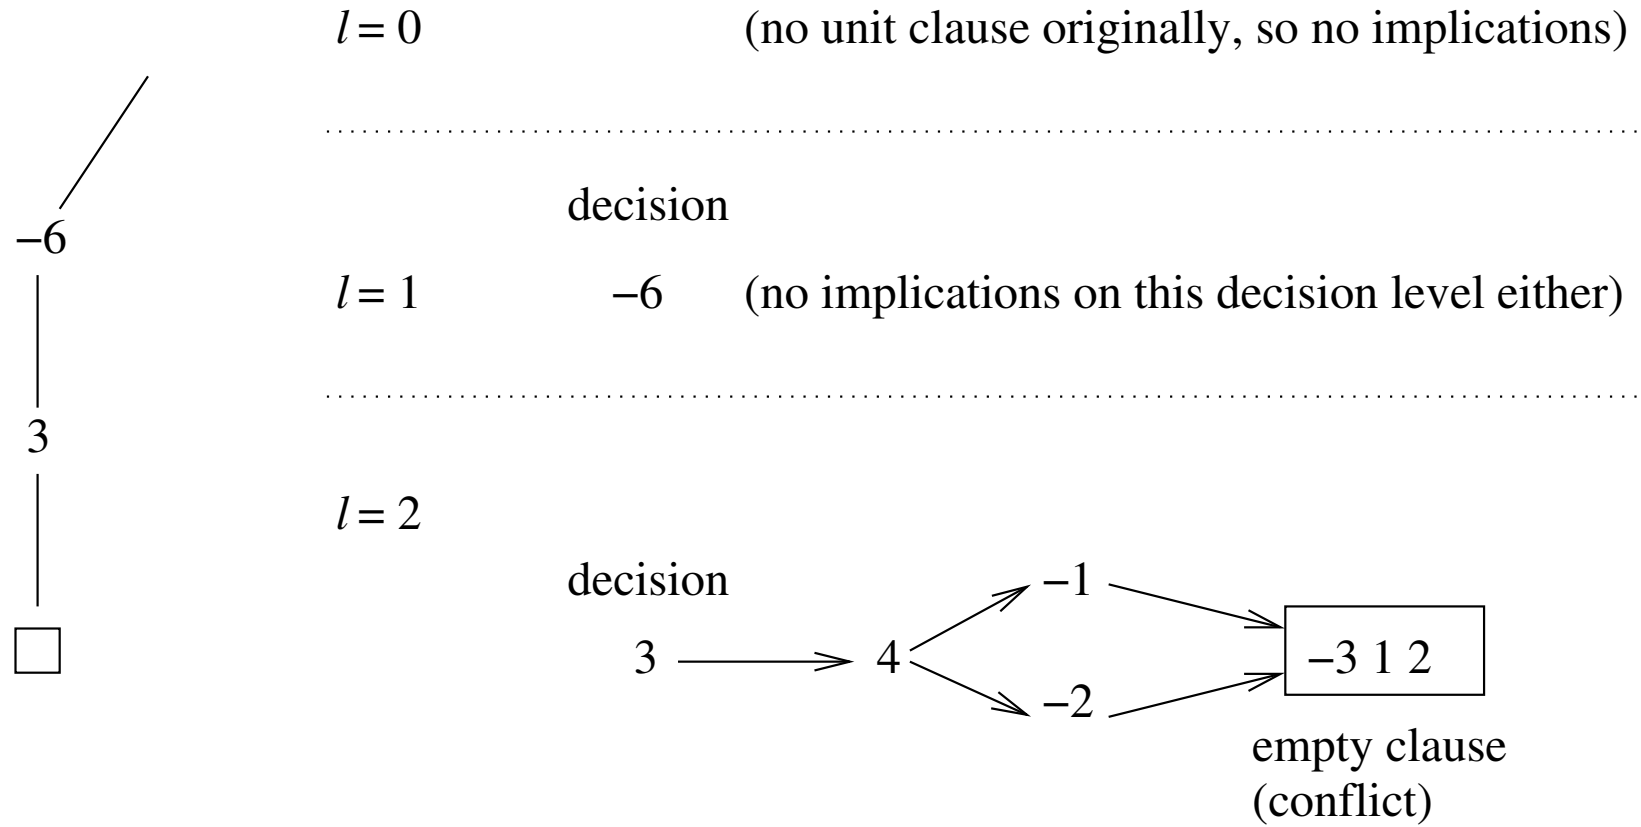 l = 0 (no unit clause originally, so no implications)
decision
−6
l = 1 −6 (no implications on this decision level either)
3
l = 2
decision
−1
3 4 −3 1 2
−2
empty clause
(conflict)